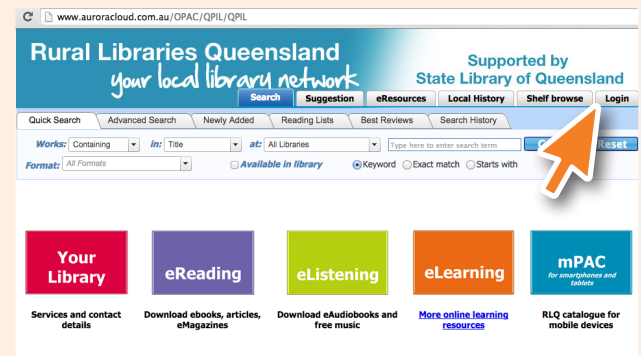 www.auroracloud.com.au/OPAC/QPIL/QPIL
Rural Libraries Queensland
your local library network
Supported by
State Library of Queensland
Search Suggestion eResources Local History Shelf browse Login
Quick Search Advanced Search Newly Added Reading Lists Best Reviews Search History
Works: Containing in: Title at: All Libraries Type here to enter search term Reset
Format: All Formats Available in library Keyword Exact match Starts with
Your
Library
eReading
eListening
eLearning
mPAC
for smartphones and
tablets
Services and contact
details
Download ebooks, articles,
eMagazines
Download eAudiobooks and
free music
More online learning
resources
RLQ catalogue for
mobile devices